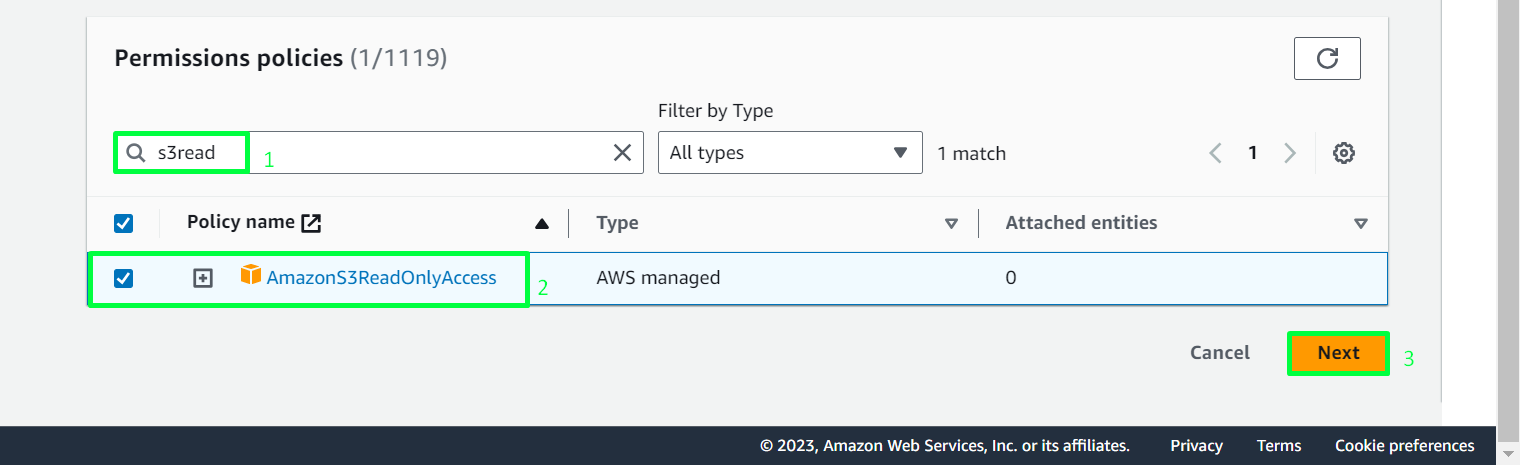 Permissions policies (1/1119)
Filter by Type
s3read 1 All types 1 match 1
Policy name Type Attached entities
AmazonS3ReadOnlyAccess 2 AWS managed 0
Cancel Next 3
© 2023, Amazon Web Services, Inc. or its affiliates. Privacy Terms Cookie preferences